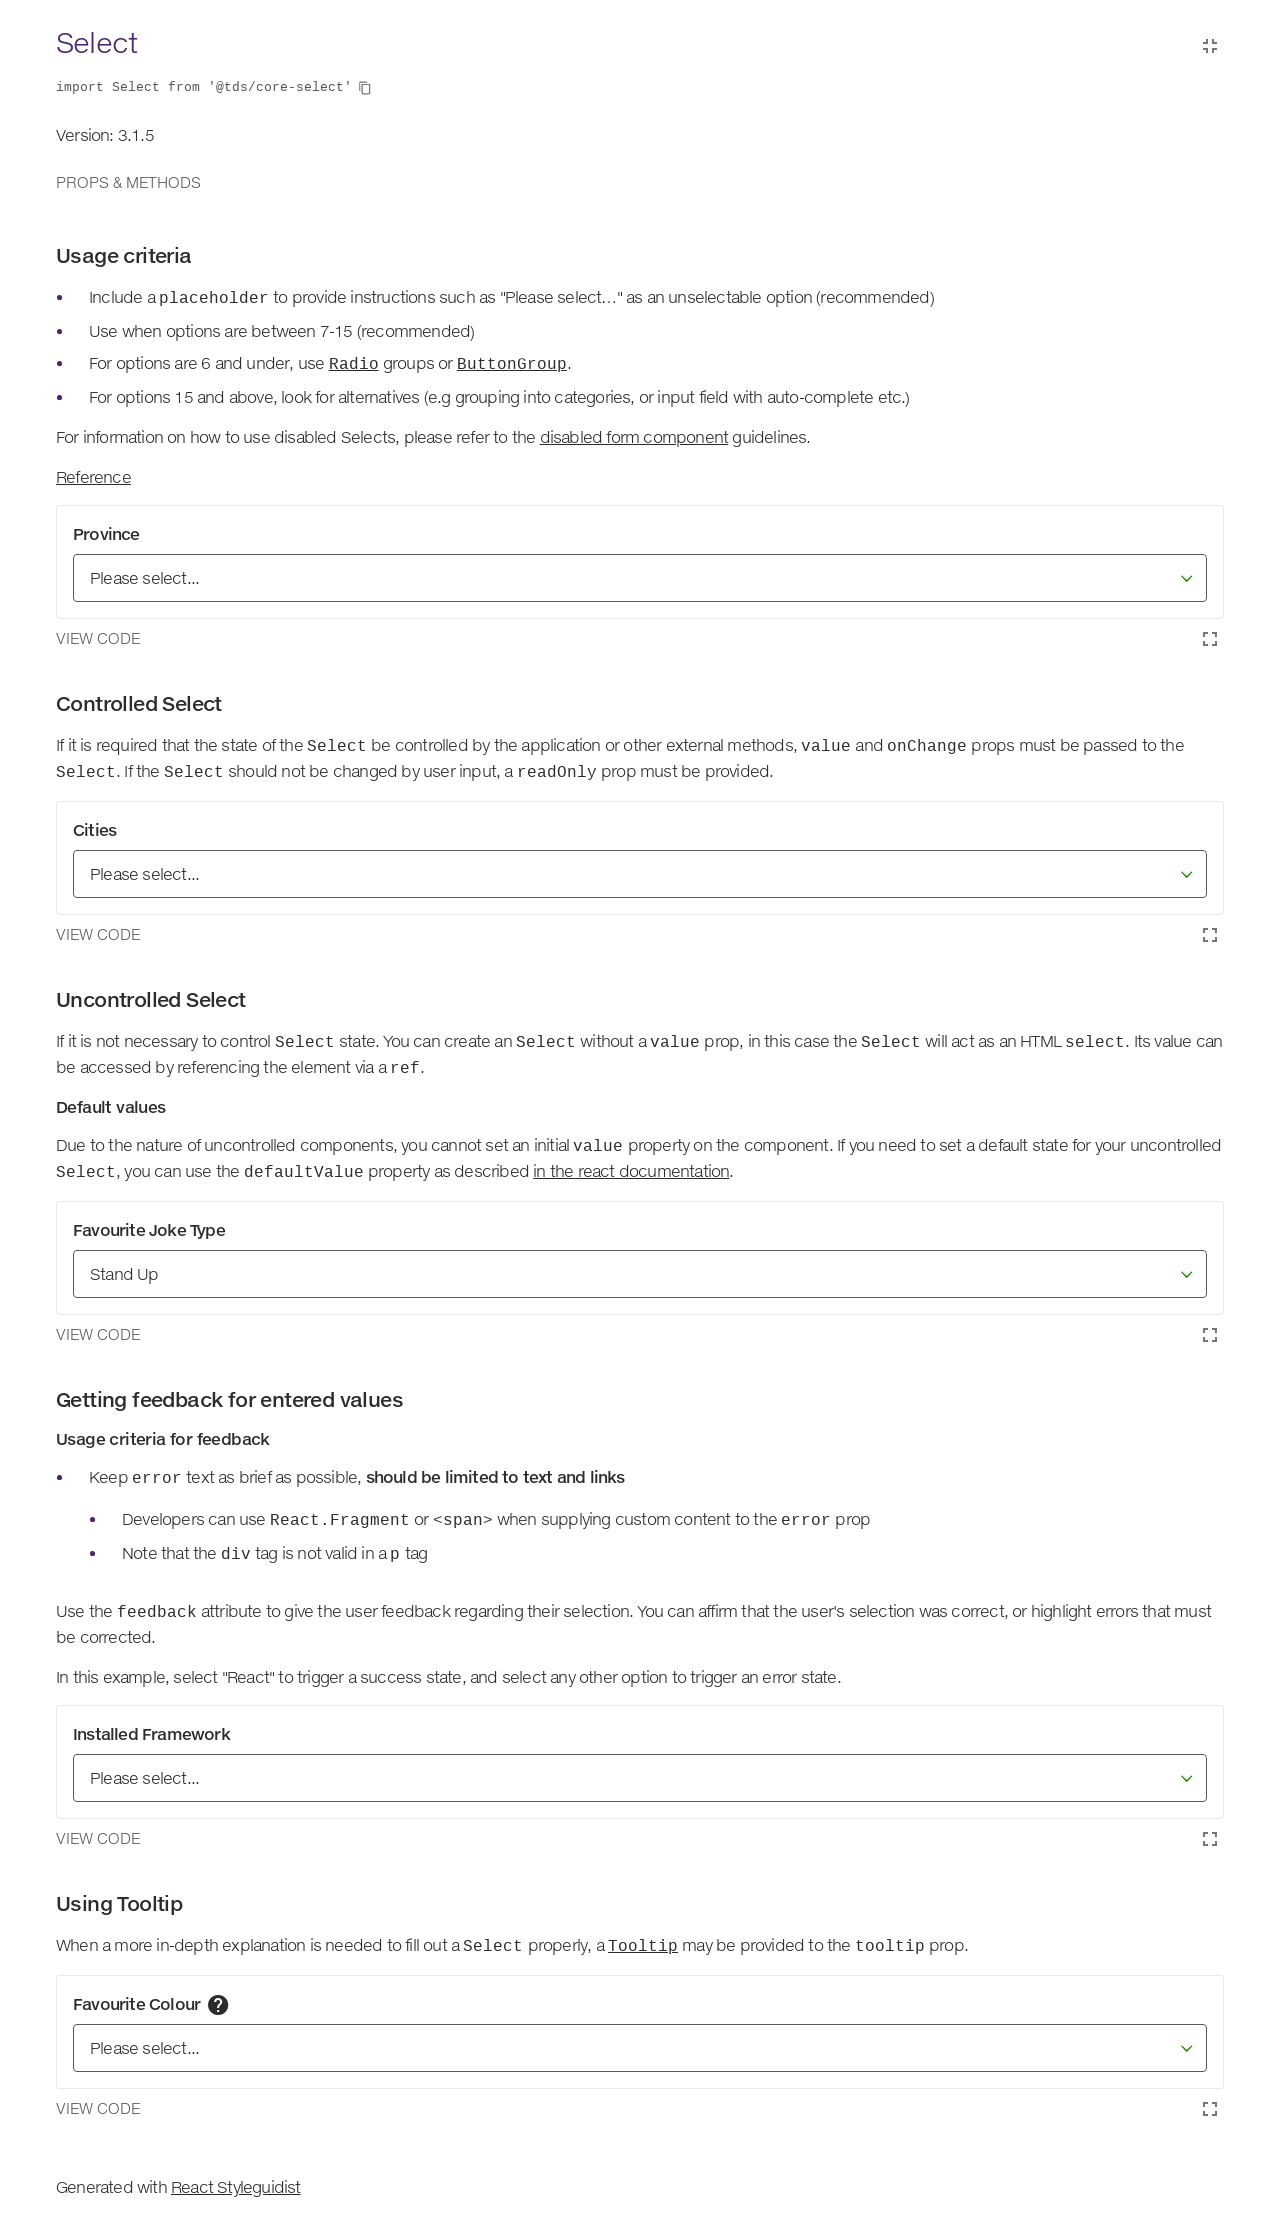 Select
import Select from '@tds/core-select'
Version: 3.1.5
PROPS & METHODS
Usage criteria
Include a placeholder to provide instructions such as "Please select..." as an unselectable option (recommended)
Use when options are between 7-15 (recommended)
For options are 6 and under, use Radio groups or ButtonGroup.
For options 15 and above, look for alternatives (e.g grouping into categories, or input field with auto-complete etc.)
For information on how to use disabled Selects, please refer to the disabled form component guidelines.
Reference
Province
Please select...
VIEW CODE
Controlled Select
If it is required that the state of the Select be controlled by the application or other external methods, value and onChange props must be passed to the
Select. If the Select should not be changed by user input, a readOnly prop must be provided.
Cities
Please select...
VIEW CODE
Uncontrolled Select
If it is not necessary to control Select state. You can create an Select without a value prop, in this case the Select will act as an HTML select. Its value can
be accessed by referencing the element via a ref.
Default values
Due to the nature of uncontrolled components, you cannot set an initial value property on the component. If you need to set a default state for your uncontrolled
Select, you can use the defaultValue property as described in the react documentation.
Favourite Joke Type
Stand Up
VIEW CODE
Getting feedback for entered values
Usage criteria for feedback
Keep error text as brief as possible, should be limited to text and links
Developers can use React.Fragment or <span> when supplying custom content to the error prop
Note that the div tag is not valid in a p tag
Use the feedback attribute to give the user feedback regarding their selection. You can affirm that the user's selection was correct, or highlight errors that must
be corrected.
In this example, select "React" to trigger a success state, and select any other option to trigger an error state.
Installed Framework
Please select...
VIEW CODE
Using Tooltip
When a more in-depth explanation is needed to fill out a Select properly, a Tooltip may be provided to the tooltip prop.
Favourite Colour ?
Please select...
VIEW CODE
Generated with React Styleguidist